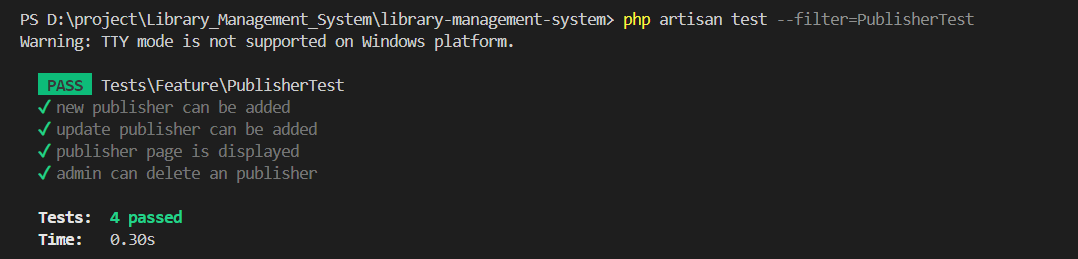 PS D:\project\Library_Management_System\library-management-system> php artisan test --filter=PublisherTest
Warning: TTY mode is not supported on Windows platform.
PASS Tests\Feature\PublisherTest
✓ new publisher can be added
✓ update publisher can be added
✓ publisher page is displayed
✓ admin can delete an publisher
Tests: 4 passed
Time: 0.30s